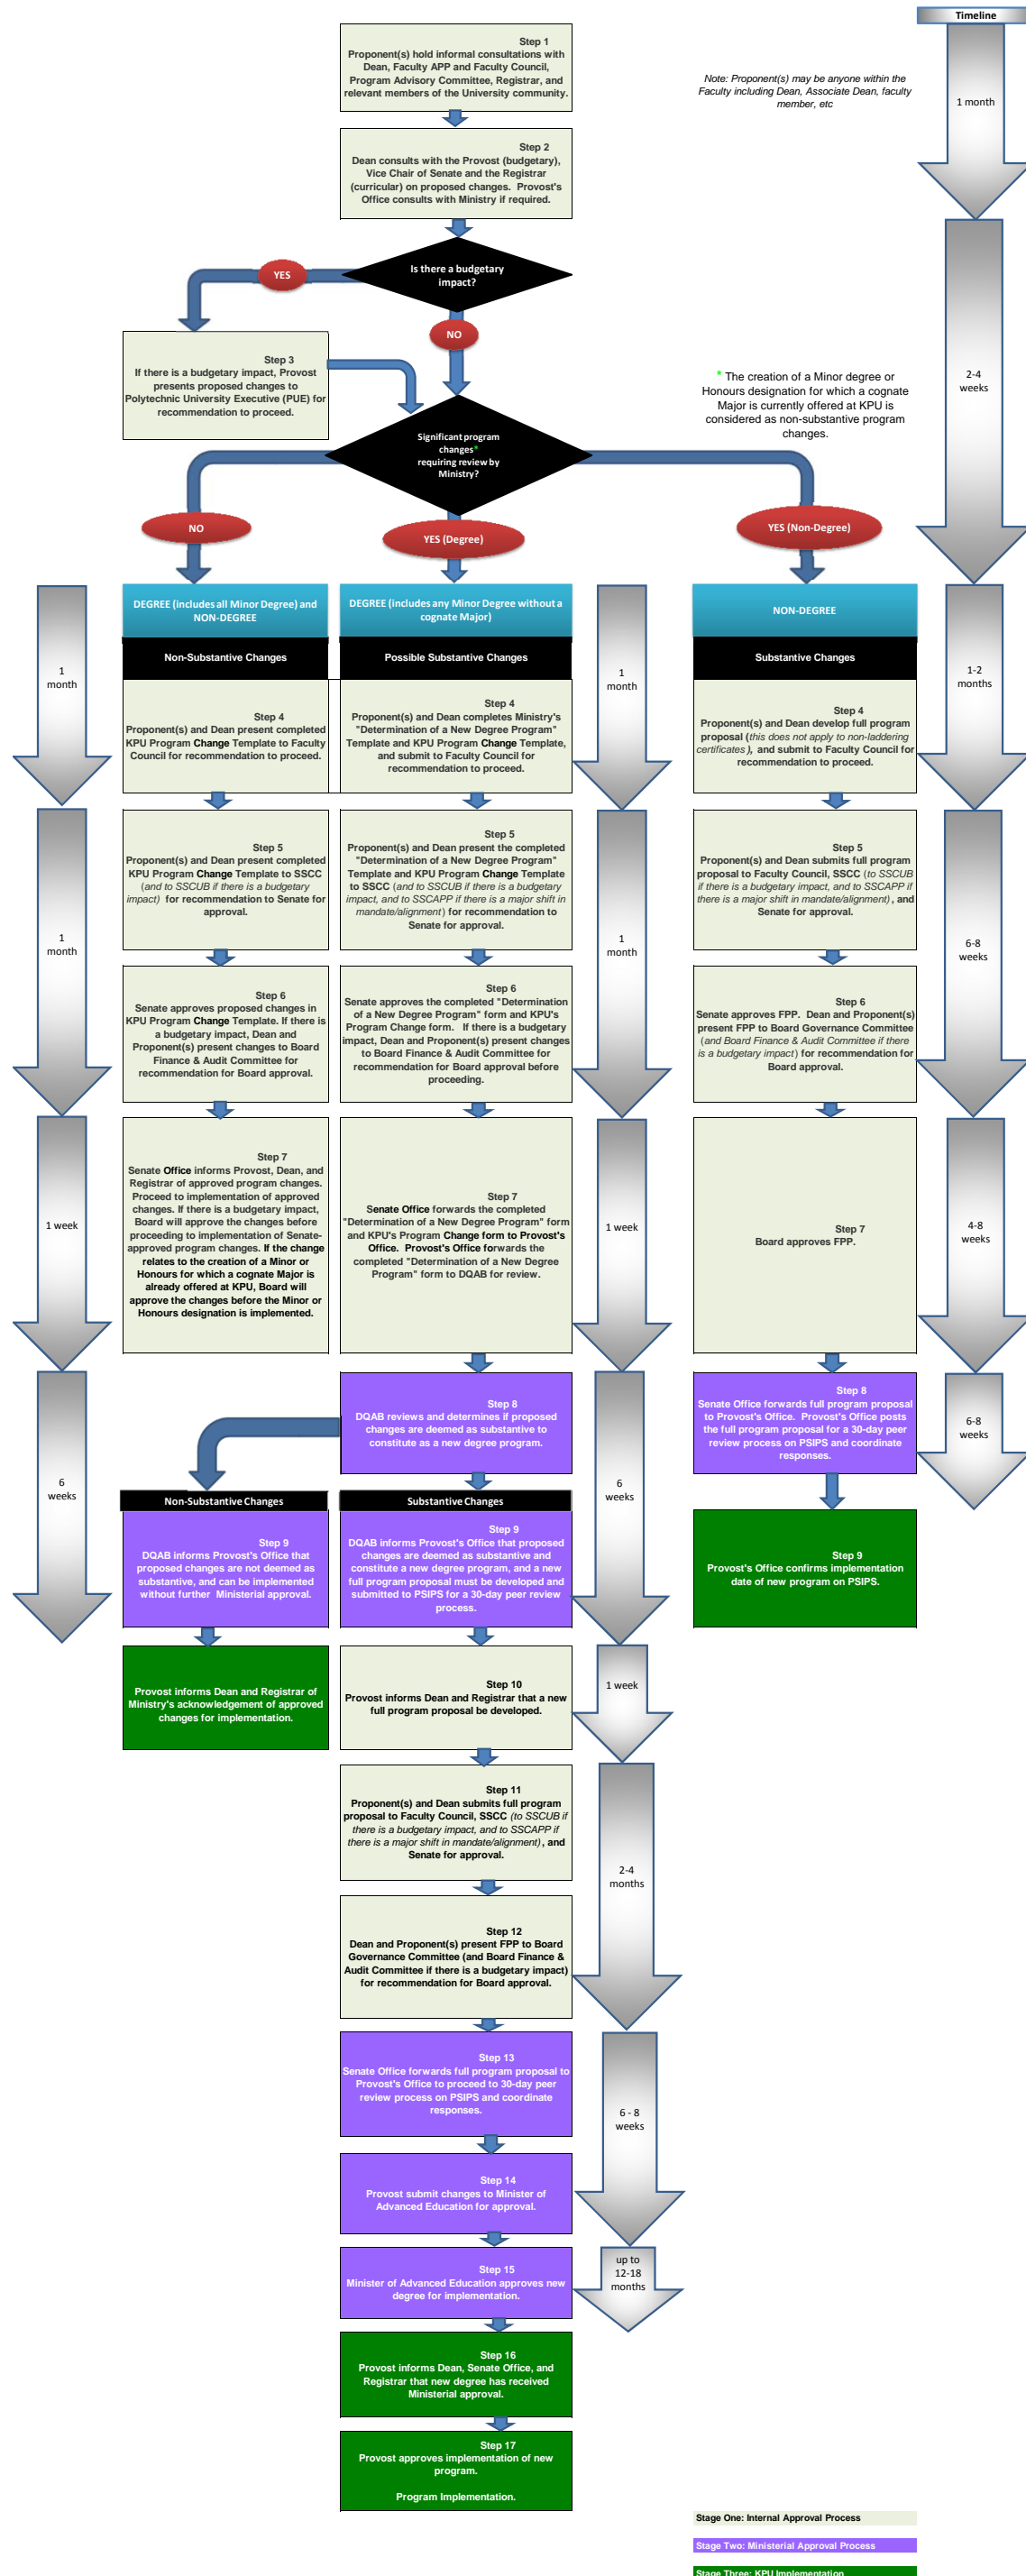 Timeline
Step 1
Proponent(s) hold informal consultations with
Dean, Faculty APP and Faculty Council,
Program Advisory Committee, Registrar, and
relevant members of the University community.
Note: Proponent(s) may be anyone within the
Faculty including Dean, Associate Dean, faculty
member, etc
1 month
Step 2
Dean consults with the Provost (budgetary),
Vice Chair of Senate and the Registrar
(curricular) on proposed changes. Provost's
Office consults with Ministry if required.
Is there a budgetary
impact?
YES
NO
Step 3
If there is a budgetary impact, Provost
presents proposed changes to
Polytechnic University Executive (PUE) for
recommendation to proceed.
2-4
weeks
* The creation of a Minor degree or
Honours designation for which a cognate
Major is currently offered at KPU is
considered as non-substantive program
changes.
Significant program
changes*
requiring review by
Ministry?
NO
YES (Degree)
YES (Non-Degree)
DEGREE (includes all Minor Degree) and
NON-DEGREE
DEGREE (includes any Minor Degree without a
cognate Major)
NON-DEGREE
Non-Substantive Changes
Possible Substantive Changes
Substantive Changes
1
month
1
month
1-2
months
Step 4
Proponent(s) and Dean present completed
KPU Program Change Template to Faculty
Council for recommendation to proceed.
Step 4
Proponent(s) and Dean completes Ministry's
"Determination of a New Degree Program"
Template and KPU Program Change Template,
and submit to Faculty Council for
recommendation to proceed.
Step 4
Proponent(s) and Dean develop full program
proposal (this does not apply to non-laddering
certificates), and submit to Faculty Council for
recommendation to proceed.
Step 5
Proponent(s) and Dean present completed
KPU Program Change Template to SSCC
(and to SSCUB if there is a budgetary
impact) for recommendation to Senate for
approval.
Step 5
Proponent(s) and Dean present the completed
"Determination of a New Degree Program"
Template and KPU Program Change Template
to SSCC (and to SSCUB if there is a budgetary
impact, and to SSCAPP if there is a major shift in
mandate/alignment) for recommendation to
Senate for approval.
Step 5
Proponent(s) and Dean submits full program
proposal to Faculty Council, SSCC (to SSCUB
if there is a budgetary impact, and to SSCAPP if
there is a major shift in mandate/alignment), and
Senate for approval.
1
month
1
month
6-8
weeks
Step 6
Senate approves proposed changes in
KPU Program Change Template. If there is
a budgetary impact, Dean and
Proponent(s) present changes to Board
Finance & Audit Committee for
recommendation for Board approval.
Step 6
Senate approves the completed "Determination
of a New Degree Program" form and KPU's
Program Change form. If there is a budgetary
impact, Dean and Proponent(s) present changes
to Board Finance & Audit Committee for
recommendation for Board approval before
proceeding.
Step 6
Senate approves FPP. Dean and Proponent(s)
present FPP to Board Governance Committee
(and Board Finance & Audit Committee if there
is a budgetary impact) for recommendation for
Board approval.
1 week
1 week
4-8
weeks
Step 7
Senate Office informs Provost, Dean, and
Registrar of approved program changes.
Proceed to implementation of approved
changes. If there is a budgetary impact,
Board will approve the changes before
proceeding to implementation of Senate-
approved program changes. If the change
relates to the creation of a Minor or
Honours for which a cognate Major is
already offered at KPU, Board will
approve the changes before the Minor or
Honours designation is implemented.
Step 7
Senate Office forwards the completed
"Determination of a New Degree Program" form
and KPU's Program Change form to Provost's
Office. Provost's Office forwards the
completed "Determination of a New Degree
Program" form to DQAB for review.
Step 7
Board approves FPP.
6
weeks
6
weeks
6-8
weeks
Step 8
DQAB reviews and determines if proposed
changes are deemed as substantive to
constitute as a new degree program.
Step 8
Senate Office forwards full program proposal
to Provost's Office. Provost's Office posts
the full program proposal for a 30-day peer
review process on PSIPS and coordinate
responses.
Non-Substantive Changes
Substantive Changes
Step 9
DQAB informs Provost's Office that
proposed changes are not deemed as
substantive, and can be implemented
without further Ministerial approval.
Step 9
DQAB informs Provost's Office that proposed
changes are deemed as substantive and
constitute a new degree program, and a new
full program proposal must be developed and
submitted to PSIPS for a 30-day peer review
process.
Step 9
Provost's Office confirms implementation
date of new program on PSIPS.
Provost informs Dean and Registrar of
Ministry's acknowledgement of approved
changes for implementation.
Step 10
Provost informs Dean and Registrar that a new
full program proposal be developed.
1 week
Step 11
Proponent(s) and Dean submits full program
proposal to Faculty Council, SSCC (to SSCUB if
there is a budgetary impact, and to SSCAPP if
there is a major shift in mandate/alignment), and
Senate for approval.
2-4
months
Step 12
Dean and Proponent(s) present FPP to Board
Governance Committee (and Board Finance &
Audit Committee if there is a budgetary impact)
for recommendation for Board approval.
Step 13
Senate Office forwards full program proposal to
Provost's Office to proceed to 30-day peer
review process on PSIPS and coordinate
responses.
6 - 8
weeks
Step 14
Provost submit changes to Minister of
Advanced Education for approval.
Step 15
Minister of Advanced Education approves new
degree for implementation.
up to
12-18
months
Step 16
Provost informs Dean, Senate Office, and
Registrar that new degree has received
Ministerial approval.
Step 17
Provost approves implementation of new
program.
Program Implementation.
Stage One: Internal Approval Process
Stage Two: Ministerial Approval Process
Stage Three: KPU Implementation